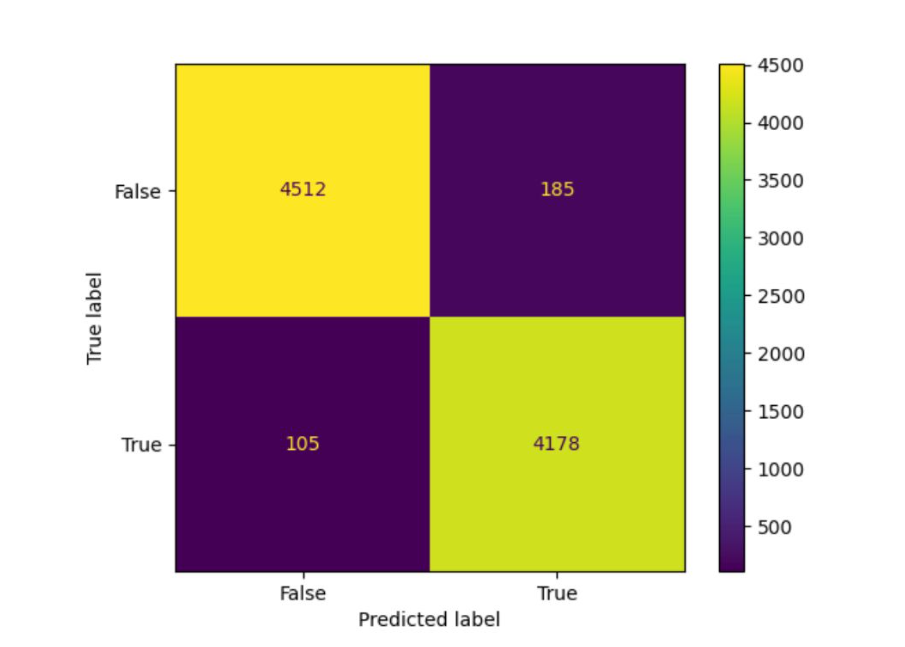 False
4512
185
True
105
4178
False
True
Predicted label
True label
4500
4000
3500
3000
2500
2000
1500
1000
500